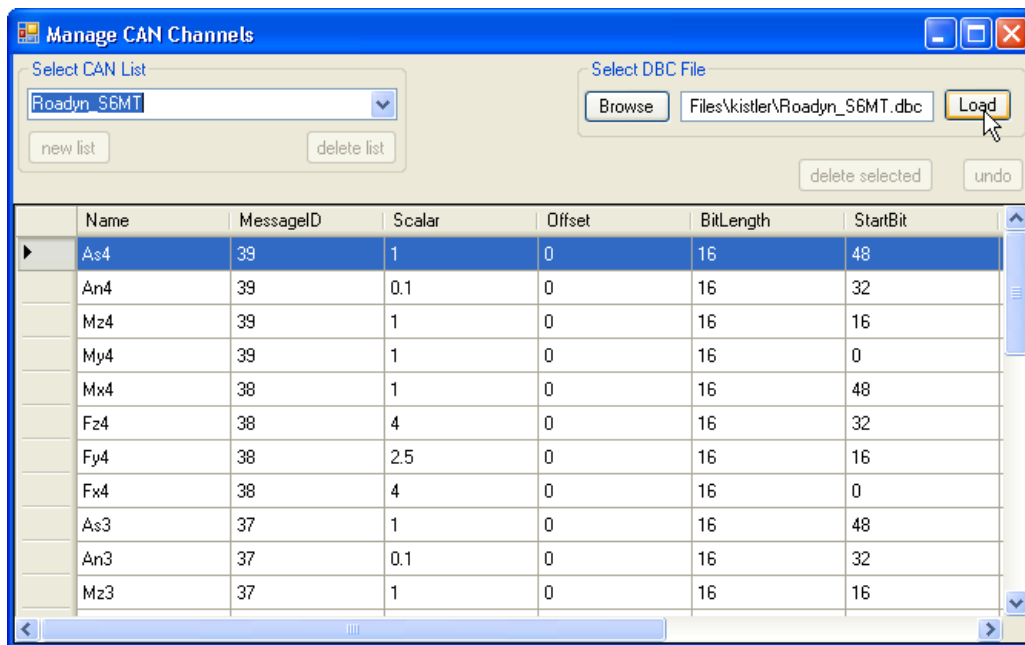 Manage CAN Channels
Select CAN List
Select DBC File
Roadyn_S6MT
Browse Files\kistler\Roadyn_S6MT.dbc Load
new list delete list
delete selected undo
Name MessageID Scalar Offset BitLength StartBit
As4 39 1 0 16 48
An4 39 0.1 0 16 32
Mz4 39 1 0 16 16
My4 39 1 0 16 0
Mx4 38 1 0 16 48
Fz4 38 4 0 16 32
Fy4 38 2.5 0 16 16
Fx4 38 4 0 16 0
As3 37 1 0 16 48
An3 37 0.1 0 16 32
Mz3 37 1 0 16 16